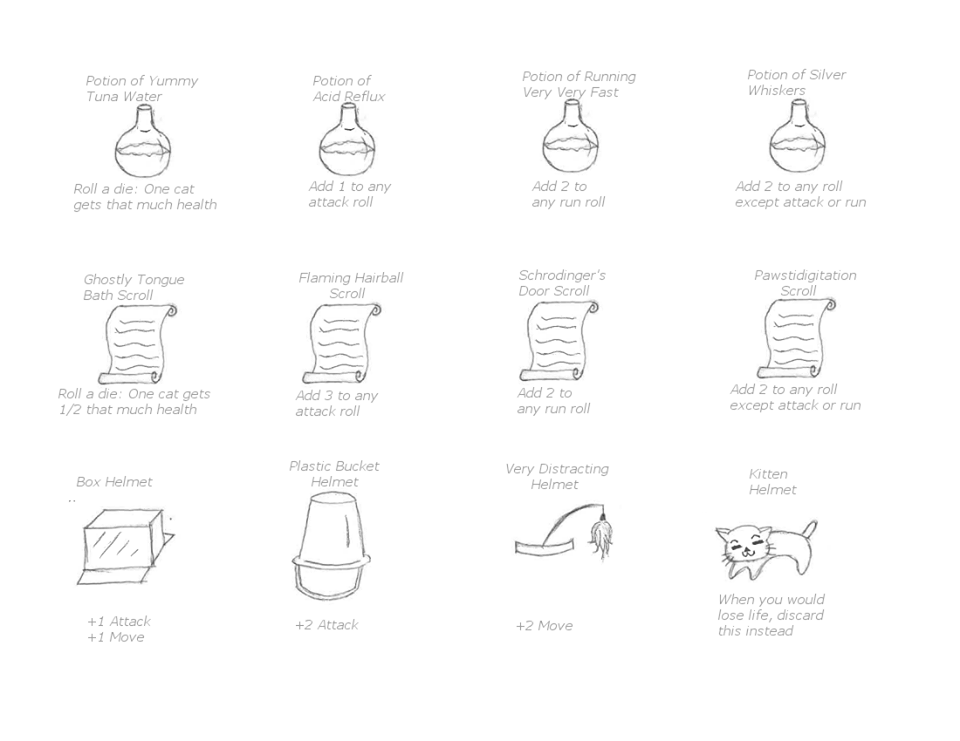 Potion of Yummy
Tuna Water
Roll a die: One cat
gets that much health
Potion of
Acid Reflux
Add 1 to any
attack roll
Potion of Running
Very Very Fast
Add 2 to
any run roll
Potion of Silver
Whiskers
Add 2 to any roll
except attack or run
Ghostly Tongue
Bath Scroll
Roll a die: One cat gets
1/2 that much health
Flaming Hairball
Scroll
Add 3 to any
attack roll
Schrodinger's
Door Scroll
Add 2 to
any run roll
Pawstidigitation
Scroll
Add 2 to any roll
except attack or run
Box Helmet
+1 Attack
+1 Move
Plastic Bucket
Helmet
+2 Attack
Very Distracting
Helmet
+2 Move
Kitten
Helmet
When you would
lose life, discard
this instead